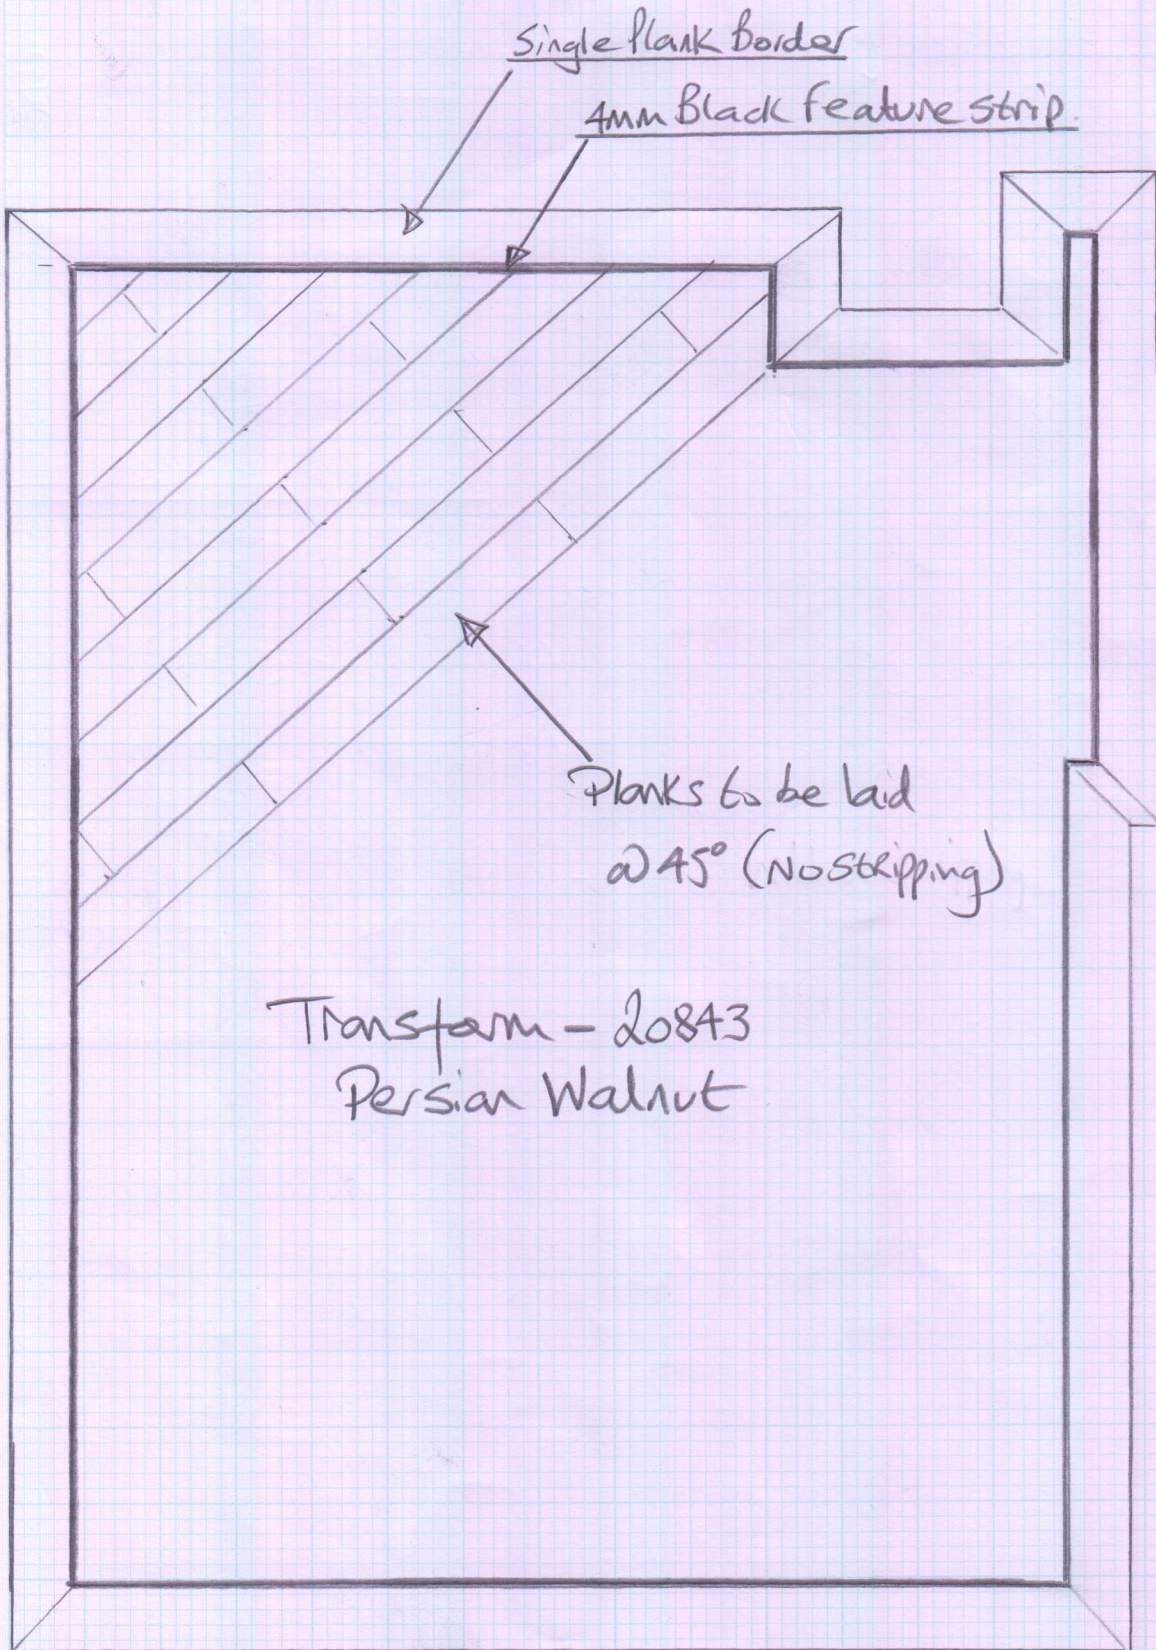 Single Plank Border
4mm Black feature strip.
Planks to be laid
@ 45° (No stripping)
Transform - 20843
Persian Walnut